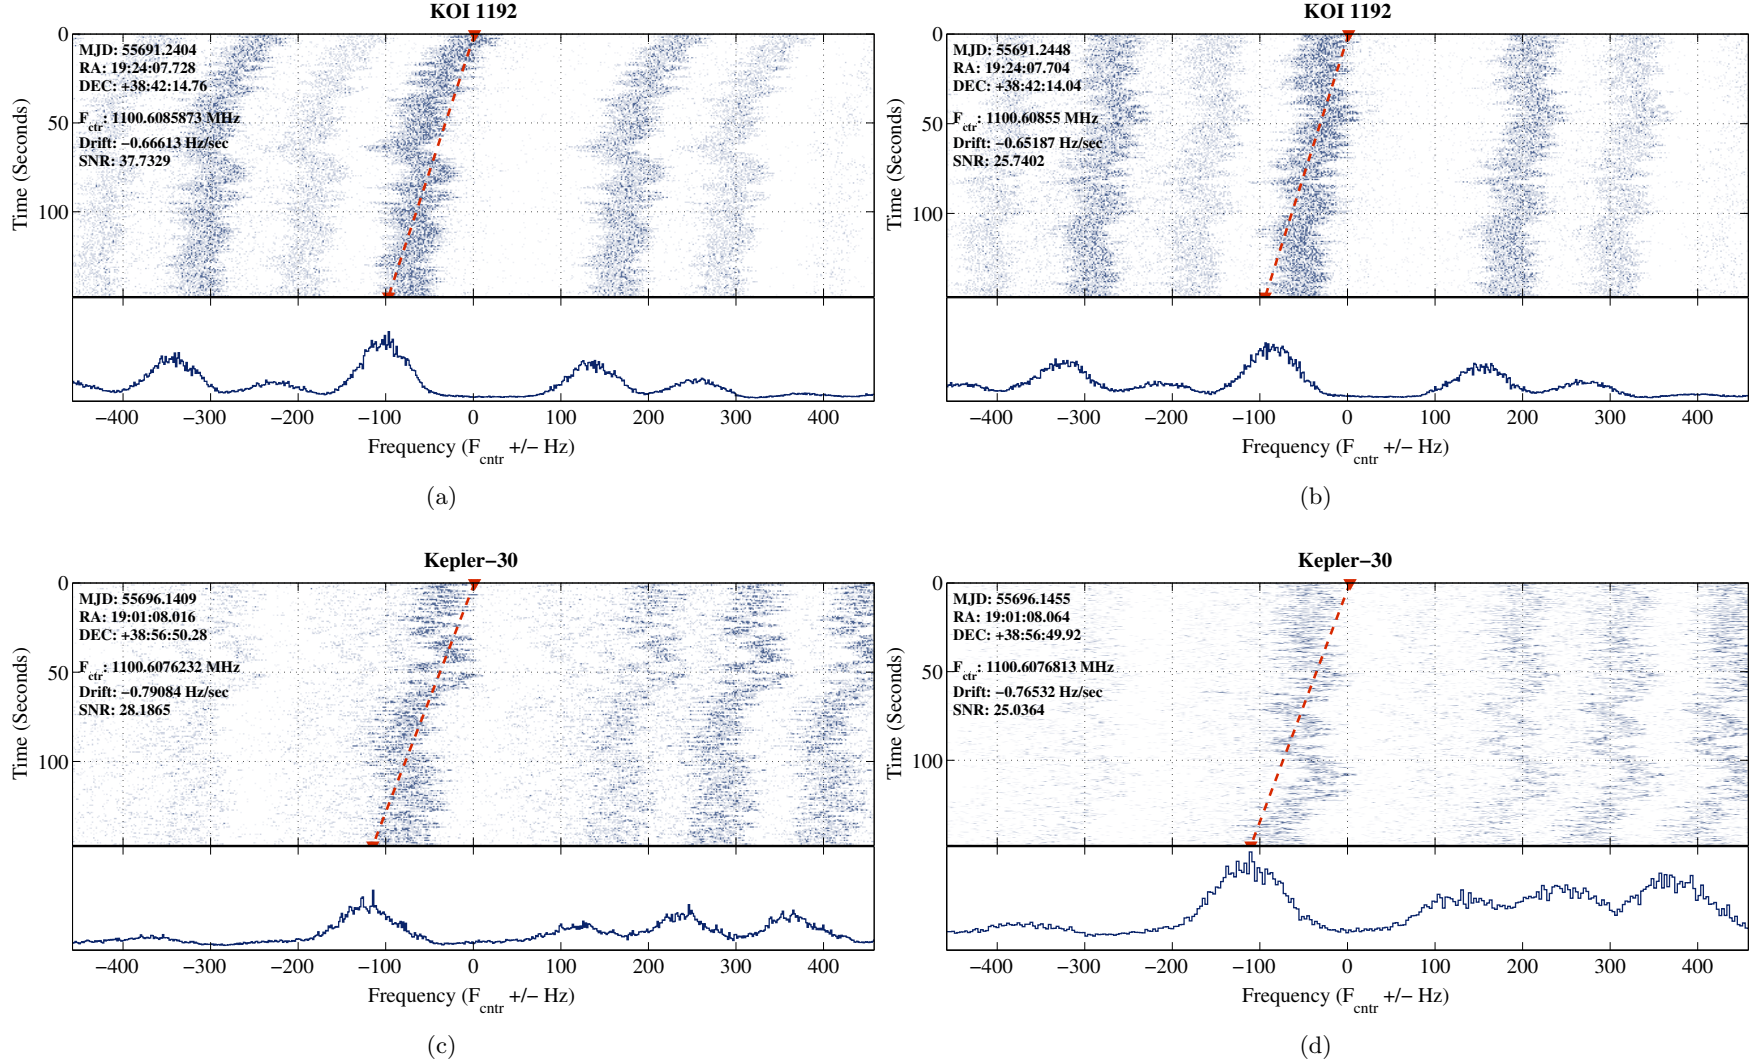 KOI 1192
0
50
100
Time (Seconds)
MJD: 55691.2404
RA: 19:24:07.728
DEC: +38:42:14.76
F_ctr: 1100.6085873 MHz
Drift: −0.66613 Hz/sec
SNR: 37.7329
−400 −300 −200 −100 0 100 200 300 400
Frequency (F_cntr +/− Hz)
(a)
KOI 1192
0
50
100
Time (Seconds)
MJD: 55691.2448
RA: 19:24:07.704
DEC: +38:42:14.04
F_ctr: 1100.60855 MHz
Drift: −0.65187 Hz/sec
SNR: 25.7402
−400 −300 −200 −100 0 100 200 300 400
Frequency (F_cntr +/− Hz)
(b)
Kepler−30
0
50
100
Time (Seconds)
MJD: 55696.1409
RA: 19:01:08.016
DEC: +38:56:50.28
F_ctr: 1100.6076232 MHz
Drift: −0.79084 Hz/sec
SNR: 28.1865
−400 −300 −200 −100 0 100 200 300 400
Frequency (F_cntr +/− Hz)
(c)
Kepler−30
0
50
100
Time (Seconds)
MJD: 55696.1455
RA: 19:01:08.064
DEC: +38:56:49.92
F_ctr: 1100.6076813 MHz
Drift: −0.76532 Hz/sec
SNR: 25.0364
−400 −300 −200 −100 0 100 200 300 400
Frequency (F_cntr +/− Hz)
(d)